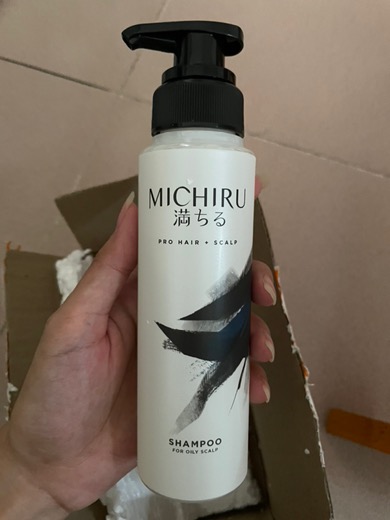 MICHIRU
満ちる
PRO HAIR + SCALP
SHAMPOO
FOR OILY SCALP